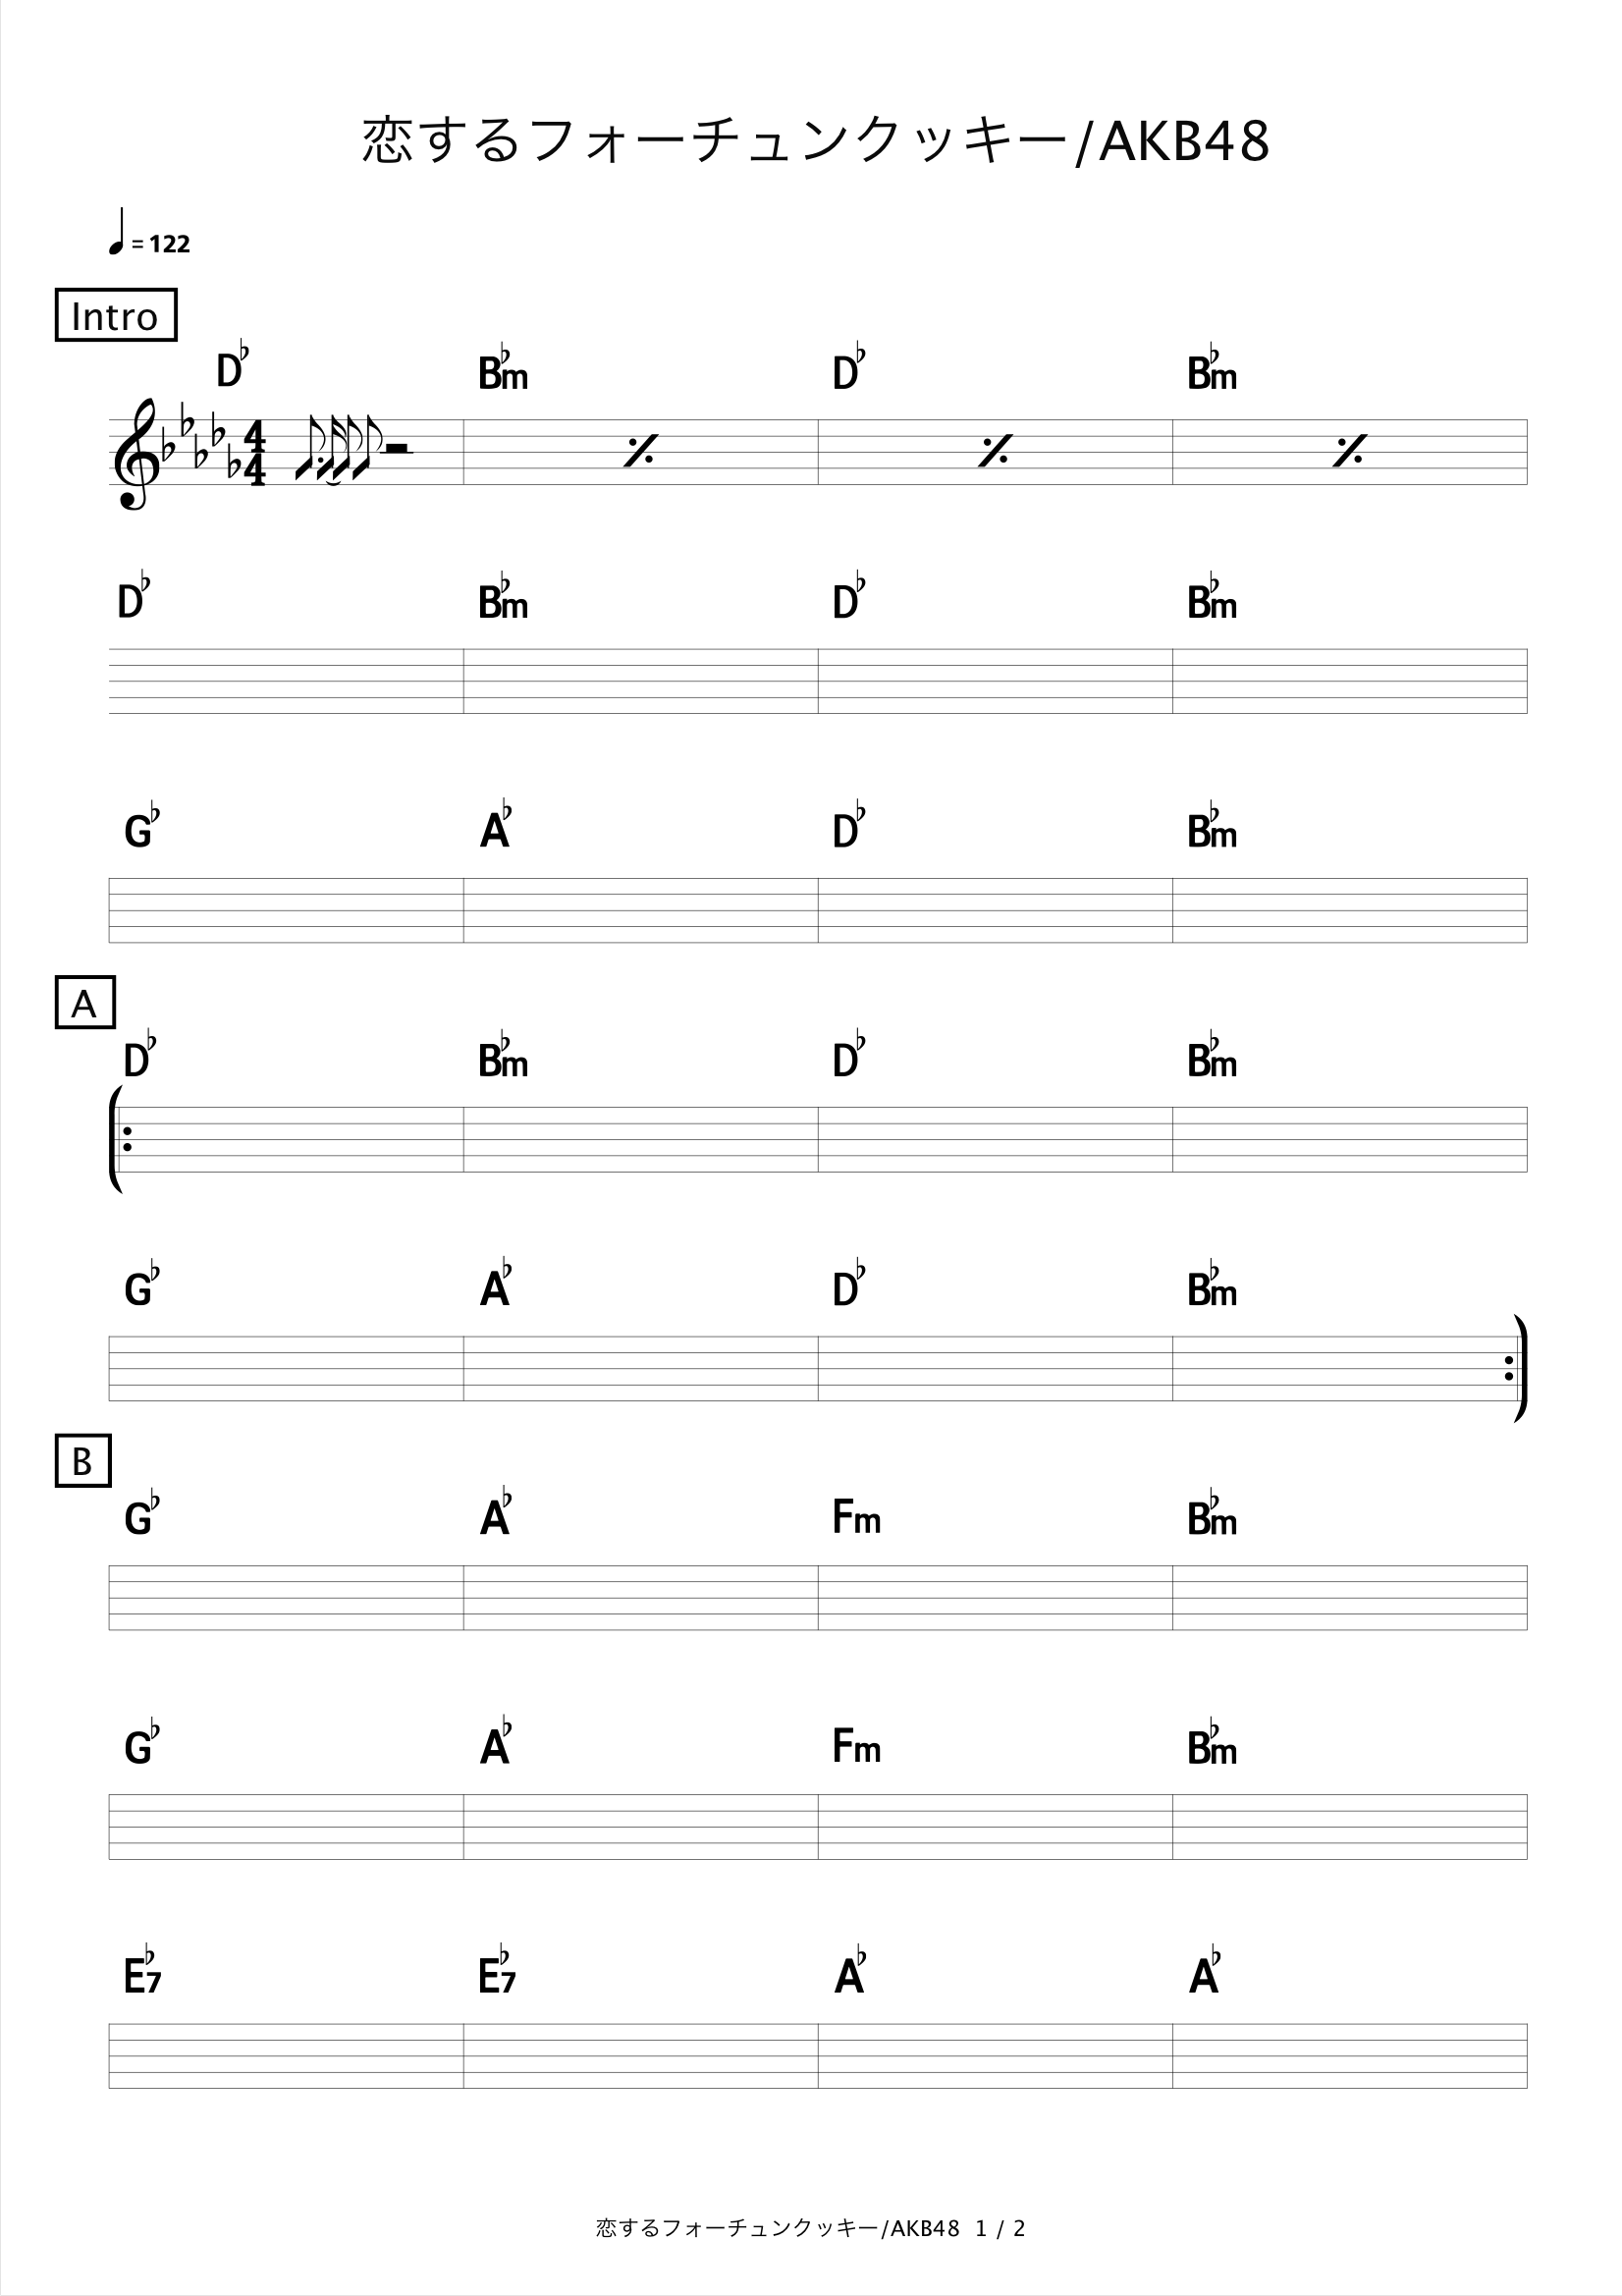 恋するフォーチュンクッキー/AKB48
= 122
Intro
D♭ B♭m D♭ B♭m
4
4
D♭ B♭m D♭ B♭m
G♭ A♭ D♭ B♭m
A
D♭ B♭m D♭ B♭m
G♭ A♭ D♭ B♭m
B
G♭ A♭ Fm B♭m
G♭ A♭ Fm B♭m
E♭7 E♭7 A♭ A♭
恋するフォーチュンクッキー/AKB48 1 / 2